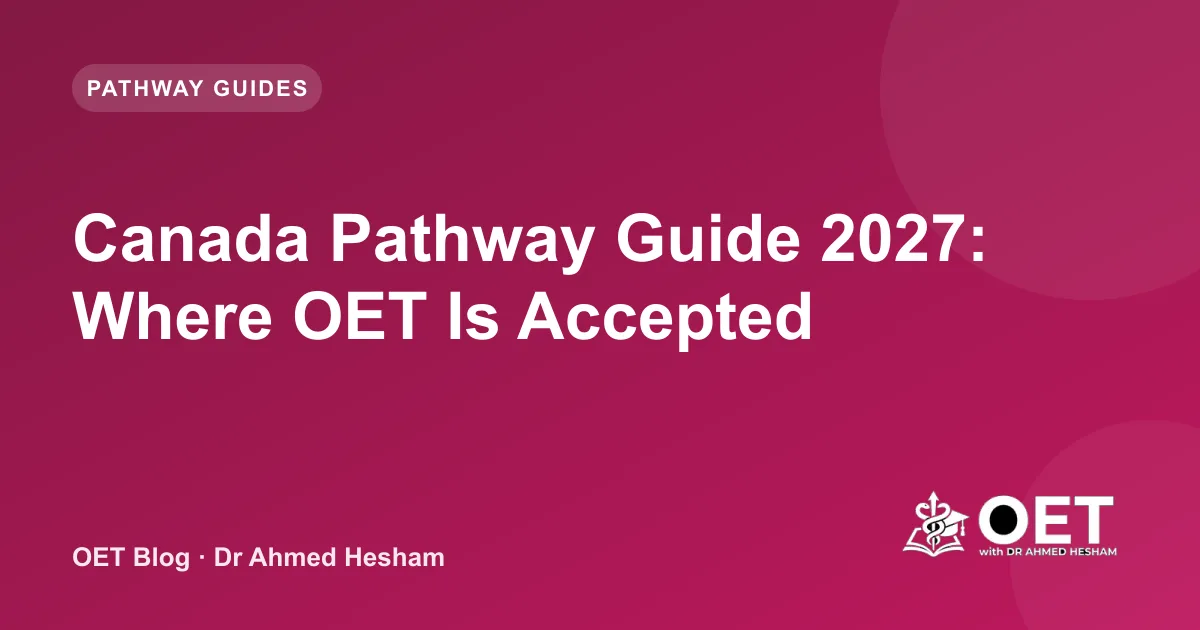 PATHWAY GUIDES
Canada Pathway Guide 2027:
Where OET Is Accepted
OET Blog · Dr Ahmed Hesham
OET
with DR AHMED HESHAM